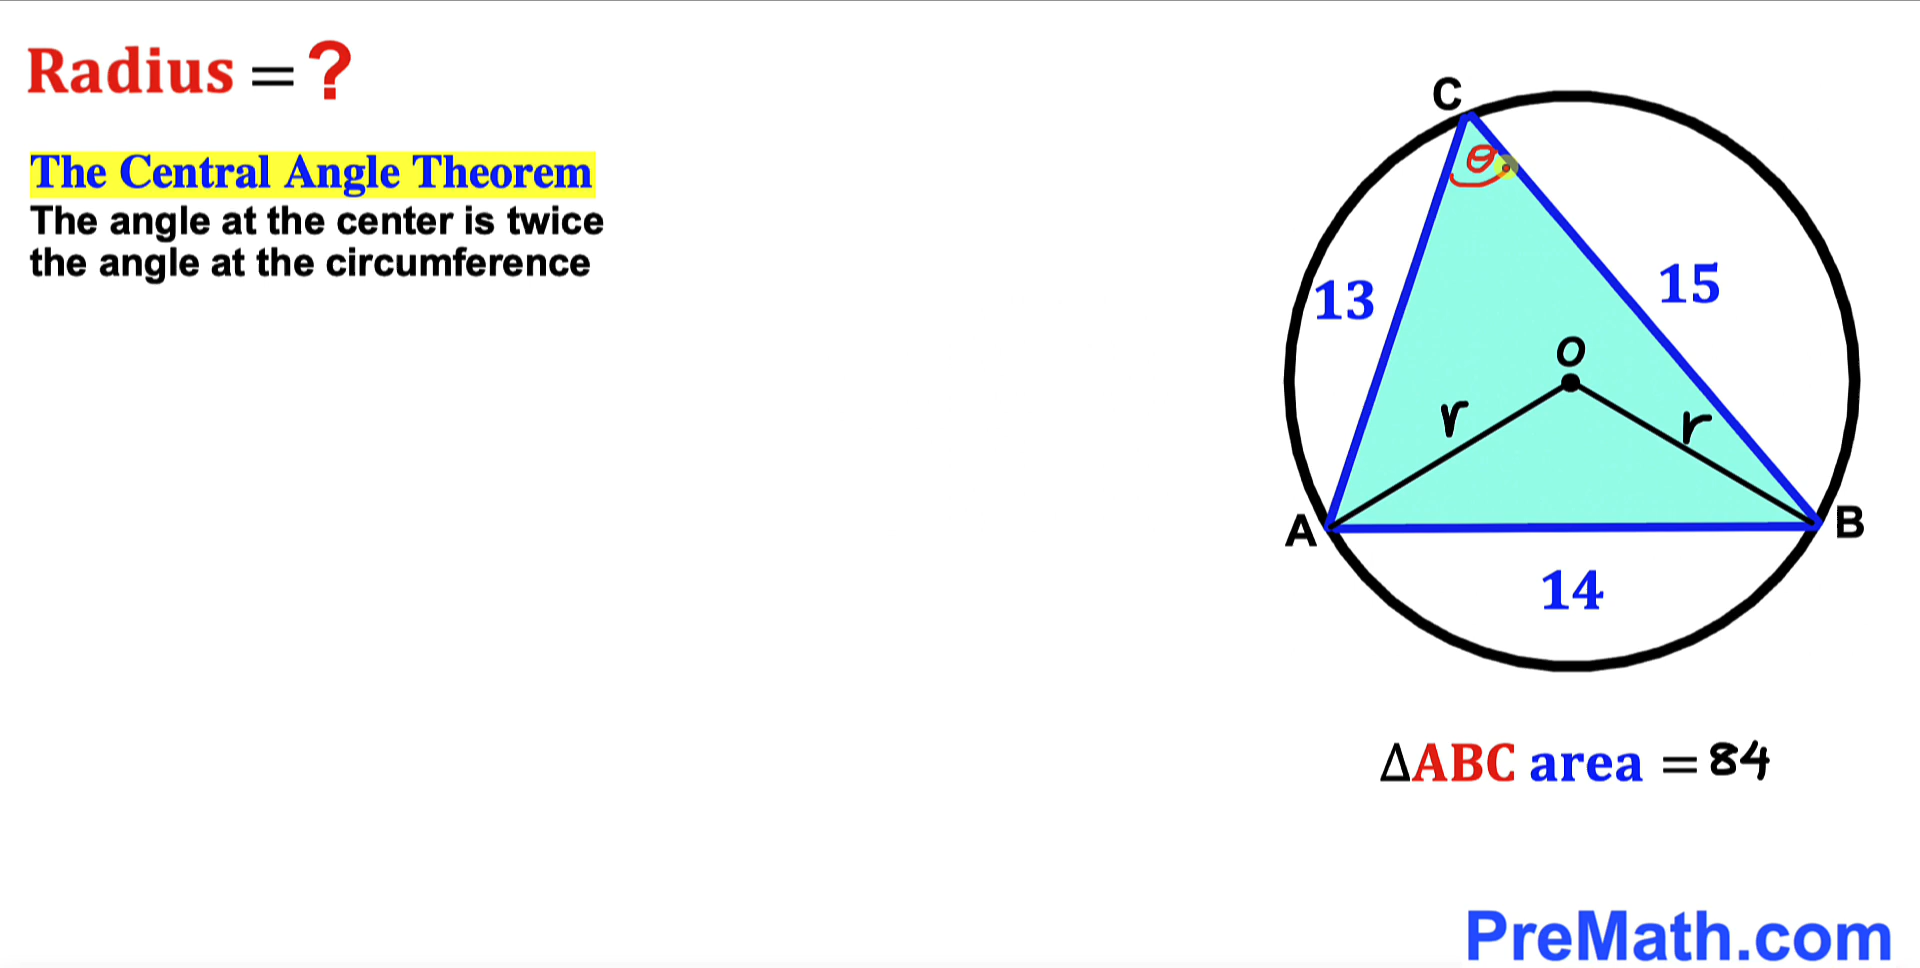 Radius = ?
The Central Angle Theorem
The angle at the center is twice
the angle at the circumference
C
θ
13
15
O
r
r
A
B
14
ΔABC area = 84
PreMath.com